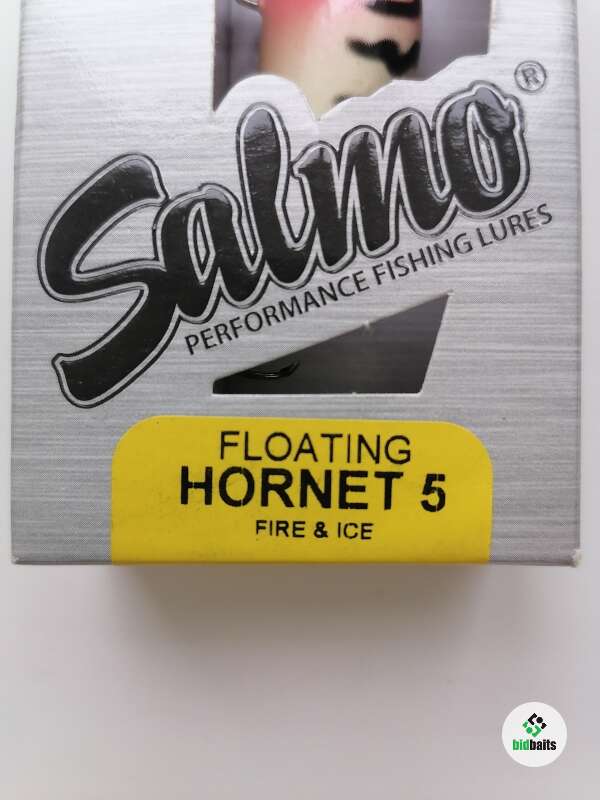 Salmo®
PERFORMANCE FISHING LURES
FLOATING
HORNET 5
FIRE & ICE
bidbaits